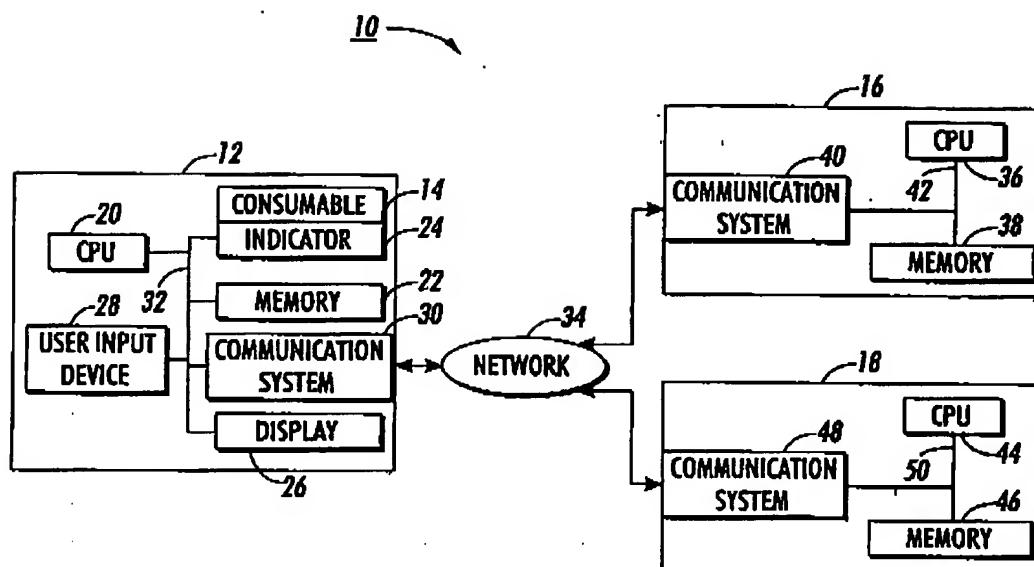 10
12
CONSUMABLE
14
INDICATOR
24
20
CPU
32
MEMORY
22
28
USER INPUT
DEVICE
30
COMMUNICATION
SYSTEM
DISPLAY
26
34
NETWORK
16
CPU
36
40
COMMUNICATION
SYSTEM
42
38
MEMORY
18
CPU
44
48
COMMUNICATION
SYSTEM
50
46
MEMORY